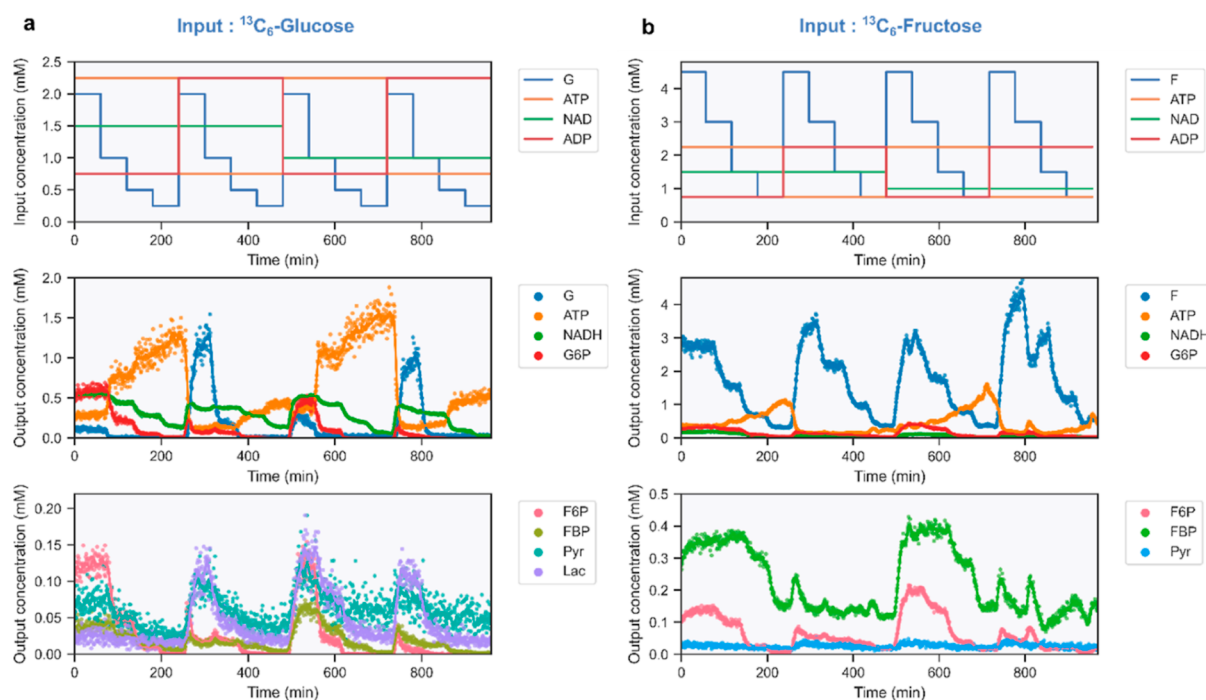 a
Input : ¹³C₆-Glucose
Input concentration (mM)
2.5
2.0
1.5
1.0
0.5
0.0
0 200 400 600 800
Time (min)
G
ATP
NAD
ADP
Output concentration (mM)
2.0
1.5
1.0
0.5
0.0
0 200 400 600 800
Time (min)
G
ATP
NADH
G6P
Output concentration (mM)
0.20
0.15
0.10
0.05
0.00
0 200 400 600 800
Time (min)
F6P
FBP
Pyr
Lac
b
Input : ¹³C₆-Fructose
Input concentration (mM)
4
3
2
1
0
0 200 400 600 800
Time (min)
F
ATP
NAD
ADP
Output concentration (mM)
4
3
2
1
0
0 200 400 600 800
Time (min)
F
ATP
NADH
G6P
Output concentration (mM)
0.5
0.4
0.3
0.2
0.1
0.0
0 200 400 600 800
Time (min)
F6P
FBP
Pyr